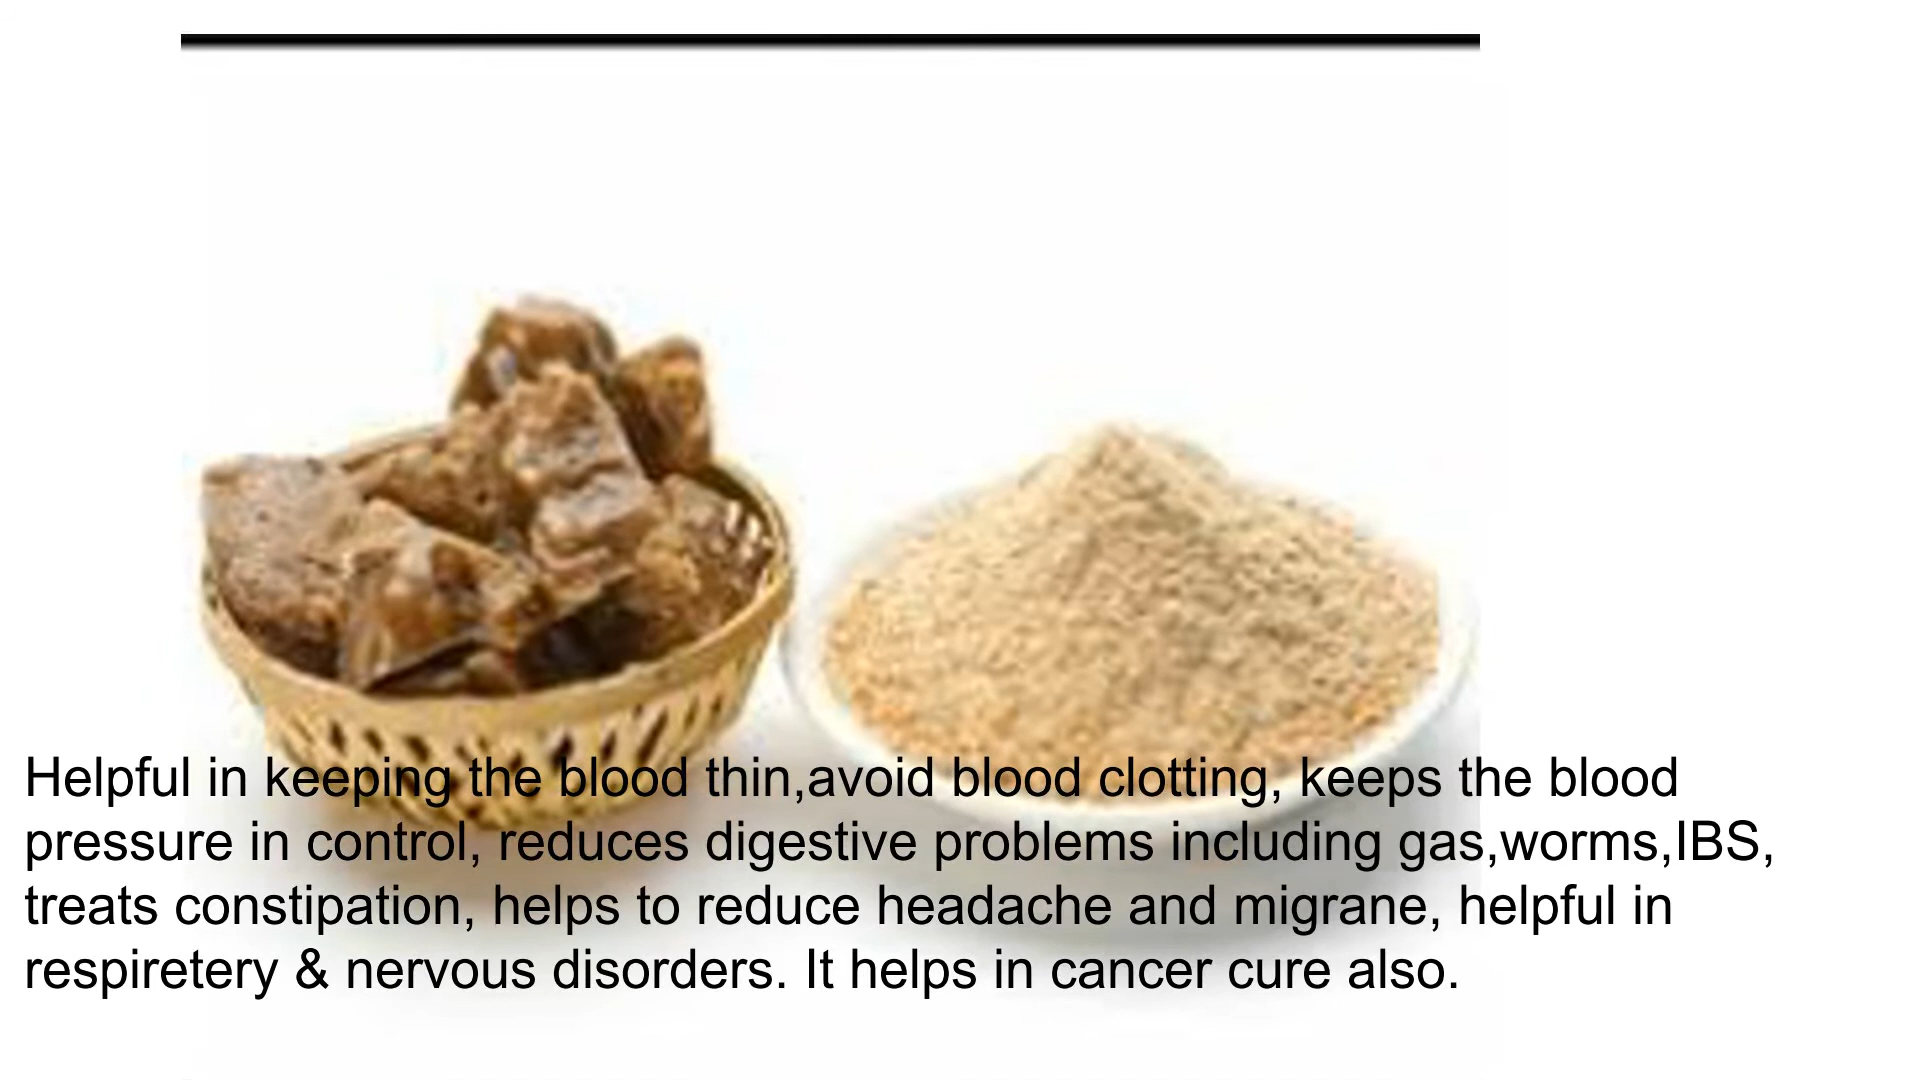 Helpful in keeping the blood thin,avoid blood clotting, keeps the blood
pressure in control, reduces digestive problems including gas,worms,IBS,
treats constipation, helps to reduce headache and migrane, helpful in
respiretery & nervous disorders. It helps in cancer cure also.